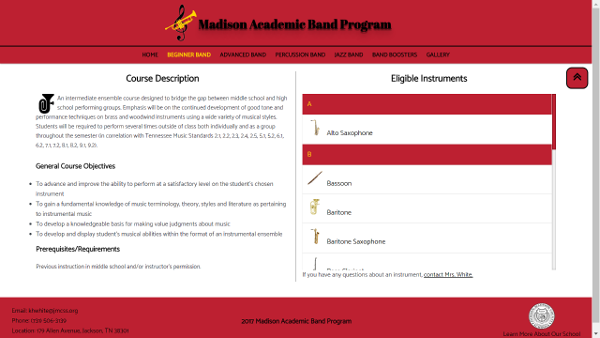 Madison Academic Band Program
HOME BEGINNER BAND ADVANCED BAND PERCUSSION BAND JAZZ BAND BAND BOOSTERS GALLERY
Course Description
An intermediate ensemble course designed to bridge the gap between middle school and high
school performing groups. Emphasis will be on the continued development of good tone and
performance techniques on brass and woodwind instruments using a wide variety of musical styles.
Students will be required to perform several times outside of class both individually and as a group
throughout the semester.(in correlation with Tennessee Music Standards 2.1, 2.2, 2.3, 2.4, 2.5, 5.1, 5.2, 6.1,
6.2, 7.1, 7.2, 8.1, 8.2, 9.1, 9.2).
General Course Objectives
To advance and improve the ability to perform at a satisfactory level on the student's chosen
instrument
To gain a fundamental knowledge of music terminology, theory, styles and literature as pertaining
to instrumental music
To develop a knowledgeable basis for making value judgments about music
To develop and display student's musical abilities within the format of an instrumental ensemble
Prerequisites/Requirements
Previous instruction in middle school and/or instructor's permission.
Eligible Instruments
A
Alto Saxophone
B
Bassoon
Baritone
Baritone Saxophone
If you have any questions about an instrument, contact Mrs. White.
Phone: (731) 506-2139
Location: 179 Allen Avenue, Jackson, TN 38301
2017 Madison Academic Band Program
Learn More About Our School